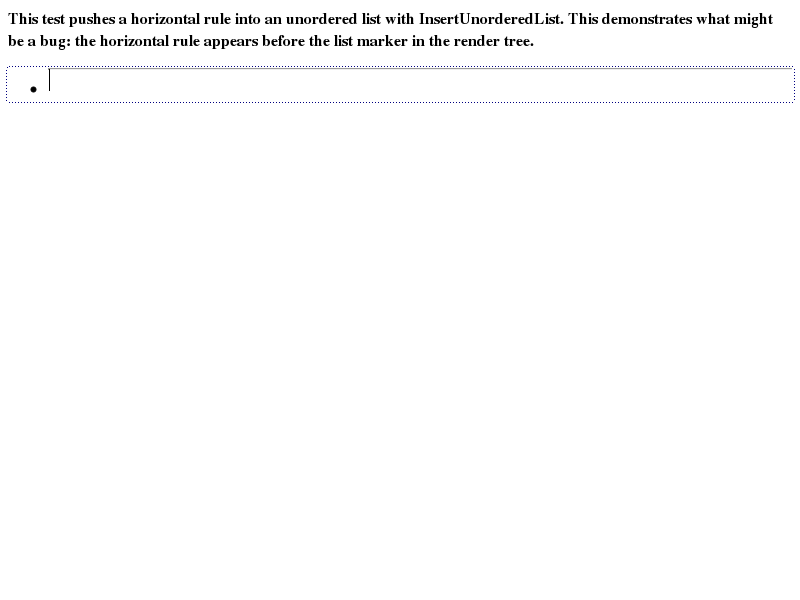 This test pushes a horizontal rule into an unordered list with InsertUnorderedList. This demonstrates what might
be a bug: the horizontal rule appears before the list marker in the render tree.